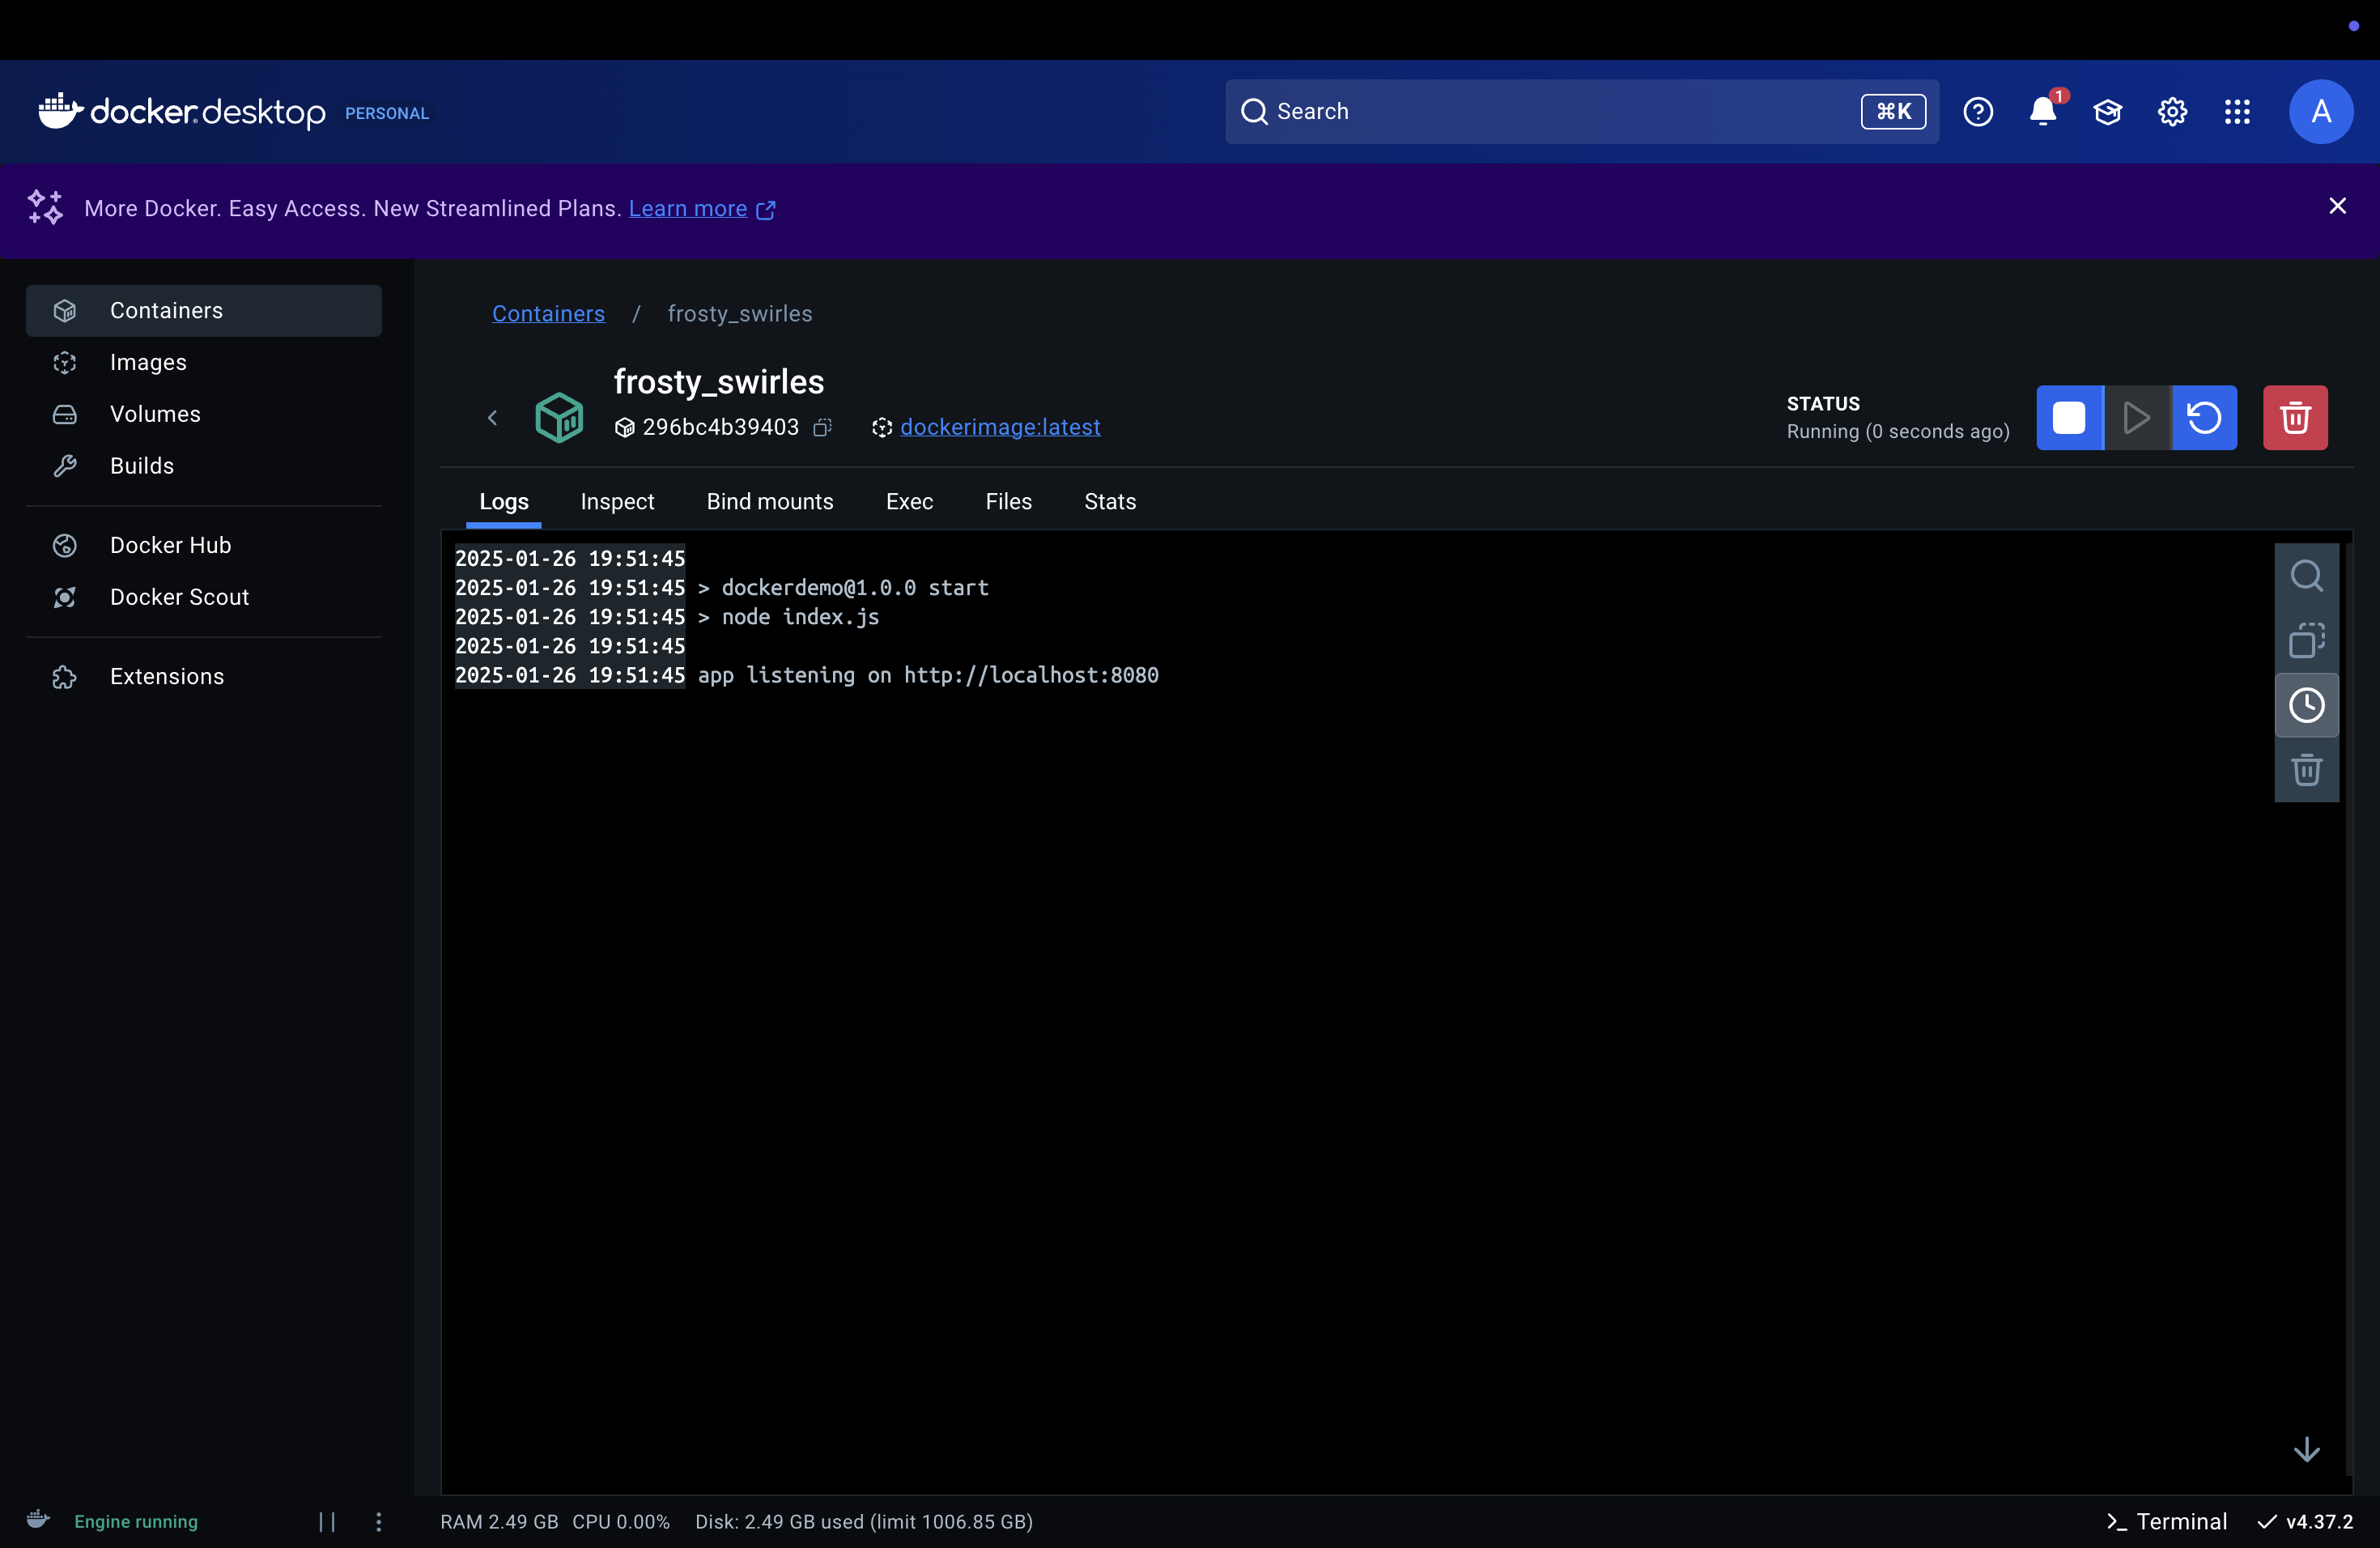 docker.desktop PERSONAL
Search
⌘K
1
A
More Docker. Easy Access. New Streamlined Plans. Learn more
Containers
Images
Volumes
Builds
Docker Hub
Docker Scout
Extensions
Containers / frosty_swirles
frosty_swirles
296bc4b39403 dockerimage:latest
STATUS
Running (0 seconds ago)
Logs Inspect Bind mounts Exec Files Stats
2025-01-26 19:51:45
2025-01-26 19:51:45 > dockerdemo@1.0.0 start
2025-01-26 19:51:45 > node index.js
2025-01-26 19:51:45
2025-01-26 19:51:45 app listening on http://localhost:8080
Engine running
RAM 2.49 GB CPU 0.00% Disk: 2.49 GB used (limit 1006.85 GB)
>_ Terminal
v4.37.2